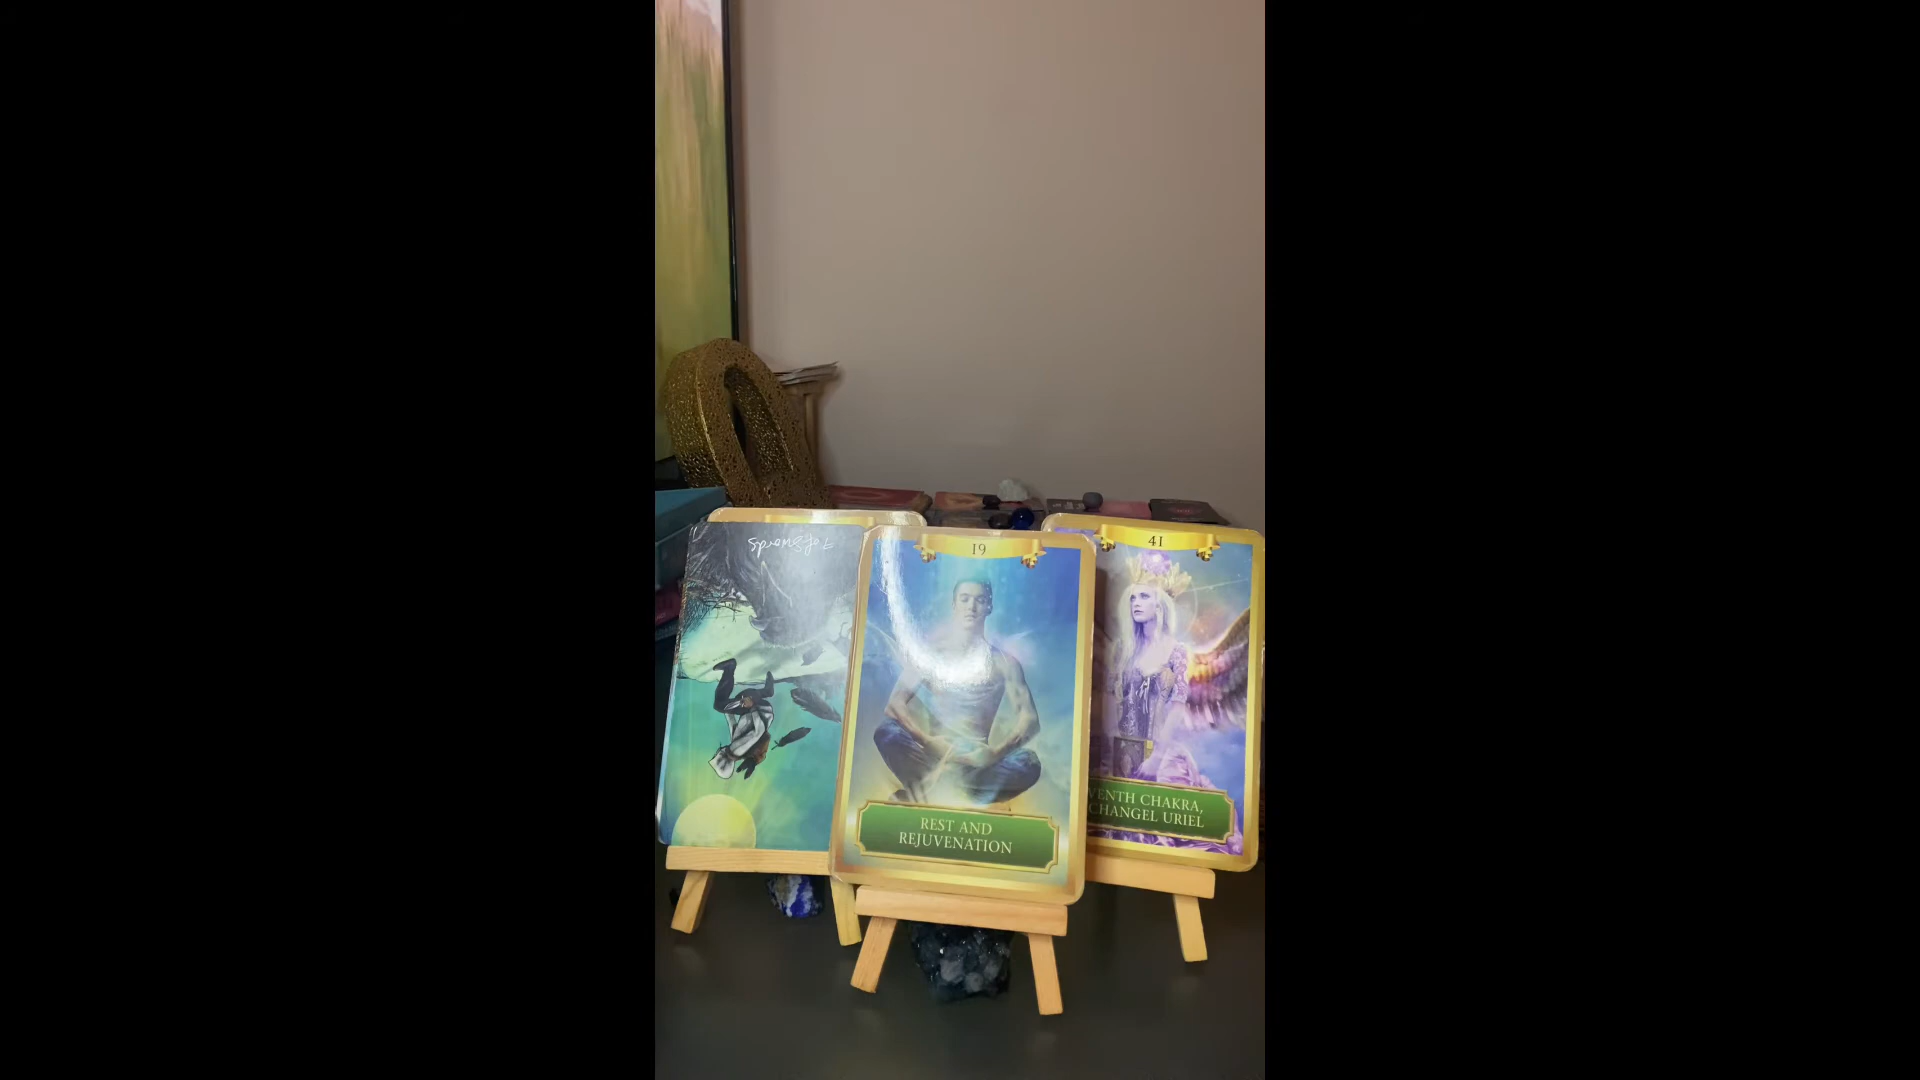 7 of Swords
19
REST AND
REJUVENATION
41
VENTH CHAKRA,
CHANGEL URIEL